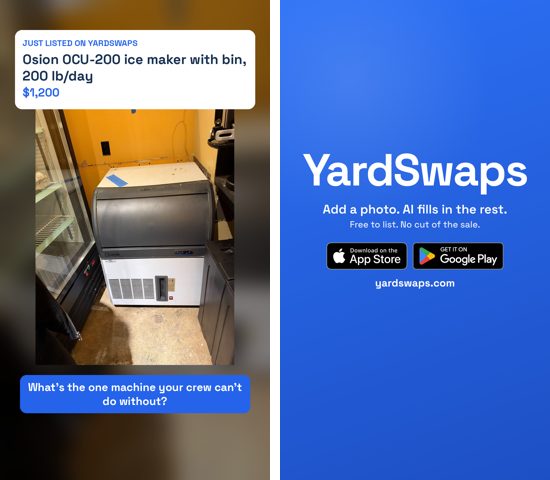 JUST LISTED ON YARDSWAPS
Osion OCU-200 ice maker with bin,
200 lb/day
$1,200
What's the one machine your crew can't
do without?
YardSwaps
Add a photo. AI fills in the rest.
Free to list. No cut of the sale.
Download on the
App Store
GET IT ON
Google Play
yardswaps.com